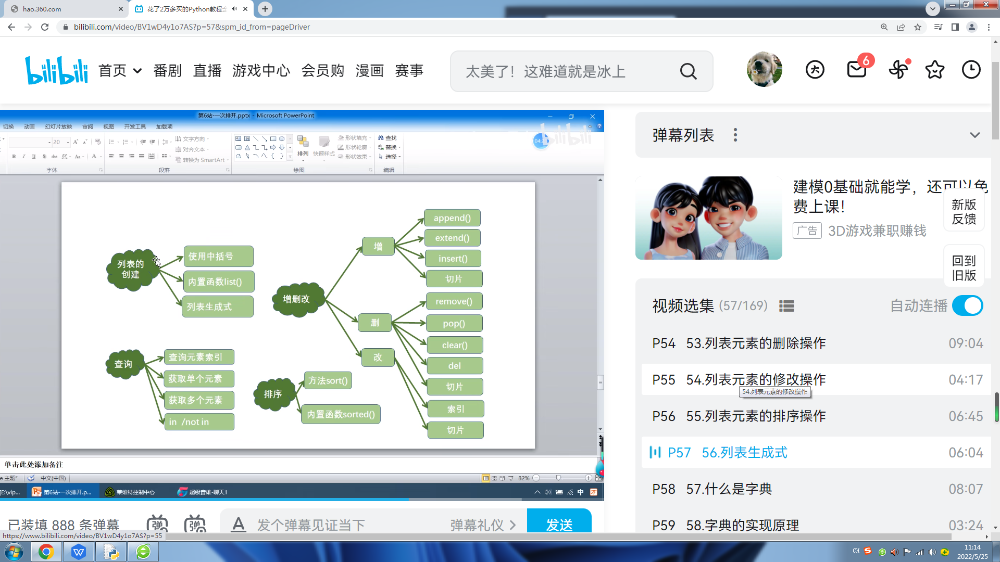 hao.360.com
花了2万多买的Python教程全
bilibili.com/video/BV1wD4y1o7AS?p=57&spm_id_from=pageDriver
bilibili
首页
番剧
直播
游戏中心
会员购
漫画
赛事
太美了！这难道就是冰上
大
6
第6站-一次排开.pptx - Microsoft PowerPoint
切换
动画
幻灯片放映
审阅
视图
开发工具
加载项
bilibili
20
文字方向
对齐文本
转换为 SmartArt
排列
快速样式
形状填充
形状轮廓
形状效果
查找
替换
选择
字体
段落
绘图
编辑
列表的
创建
使用中括号
内置函数list()
列表生成式
查询
查询元素索引
获取单个元素
获取多个元素
in /not in
增删改
增
append()
extend()
insert()
切片
删
remove()
pop()
clear()
del
切片
改
索引
切片
排序
方法sort()
内置函数sorted()
单击此处添加备注
中文(中国)
82%
[E:\vip...
第6站-一次排开.p...
莱维特控制中心
超级音雄-聊天1
中
已装填 888 条弹幕
弹
弹
A
发个弹幕见证当下
弹幕礼仪
发送
弹幕列表
建模0基础就能学，还可以免
费上课！
广告
3D游戏兼职赚钱
新版
反馈
回到
旧版
视频选集
(57/169)
自动连播
P54 53.列表元素的删除操作 09:04
P55 54.列表元素的修改操作 04:17
54.列表元素的修改操作
P56 55.列表元素的排序操作 06:45
P57 56.列表生成式 06:04
P58 57.什么是字典 08:07
P59 58.字典的实现原理 03:24
https://www.bilibili.com/video/BV1wD4y1o7AS?p=55
CH
11:14
2022/5/25